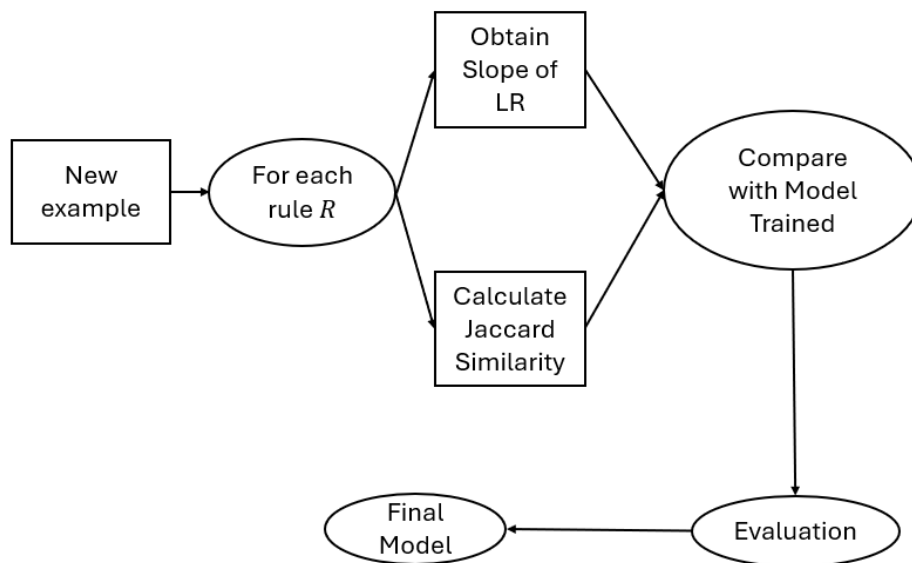 New
example
For each
rule R
Obtain
Slope of
LR
Calculate
Jaccard
Similarity
Compare
with Model
Trained
Evaluation
Final
Model